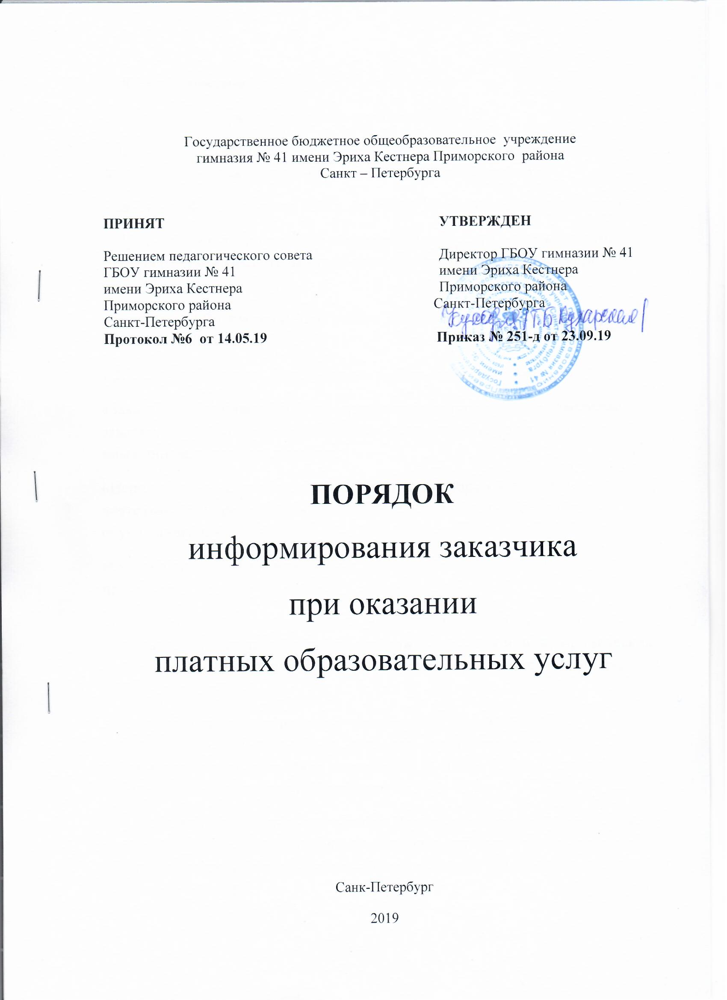 Государственное бюджетное общеобразовательное  учреждение
гимназия № 41 имени Эриха Кестнера Приморского  района
Санкт – Петербурга
ПРИНЯТ
Решением педагогического совета
ГБОУ гимназии № 41
имени Эриха Кестнера
Приморского района
Санкт-Петербурга
Протокол №6  от 14.05.19
УТВЕРЖДЕН
Директор ГБОУ гимназии № 41
имени Эриха Кестнера
Приморского района
Санкт-Петербурга
Приказ № 251-д от 23.09.19
ПОРЯДОК
информирования заказчика
при оказании
платных образовательных услуг
Санк-Петербург
2019